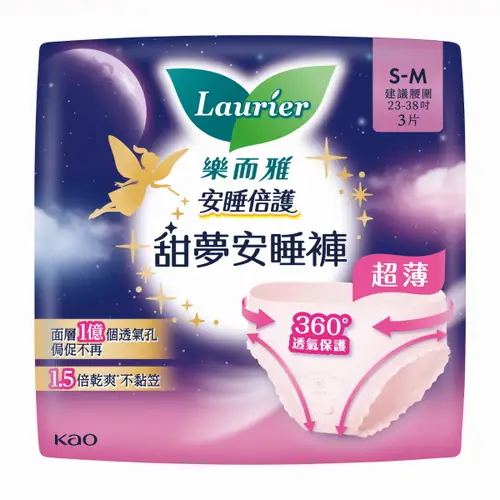 Laurier
S-M
建議腰圍
23-38吋
3片
樂而雅
安睡倍護
甜夢安睡褲
超薄
360°
透氣保護
面層1億個透氣孔
侷促不再
1.5倍乾爽*不黏笠
Kao